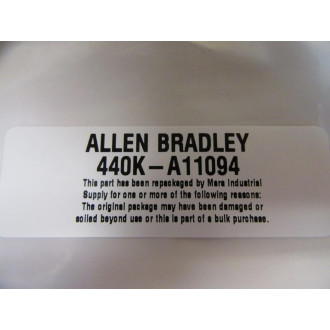 ALLEN BRADLEY
440K-A11094
This part has been repackaged by Mara Industrial
Supply for one or more of the following reasons:
The original package may have been damaged or
soiled beyond use or this is part of a bulk purchase.